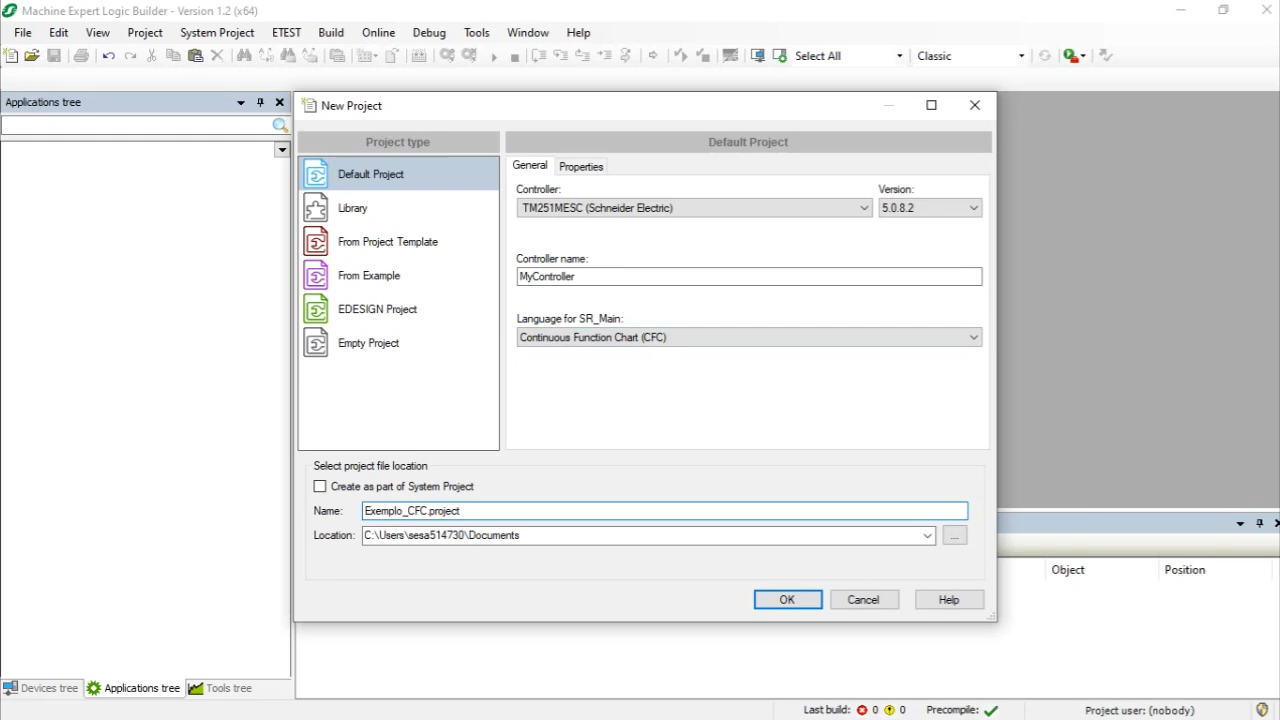 Machine Expert Logic Builder - Version 1.2 (x64)
File Edit View Project System Project ETEST Build Online Debug Tools Window Help
Select All Classic
Applications tree
New Project
Project type
Default Project
Library
From Project Template
From Example
EDESIGN Project
Empty Project
Default Project
General Properties
Controller: Version:
TM251MESC (Schneider Electric) 5.0.8.2
Controller name:
MyController
Language for SR_Main:
Continuous Function Chart (CFC)
Select project file location
Create as part of System Project
Name: Exemplo_CFC.project
Location: C:\Users\sesa514730\Documents ...
OK Cancel Help
Object Position
Devices tree Applications tree Tools tree
Last build: 0 0 Precompile: Project user: (nobody)